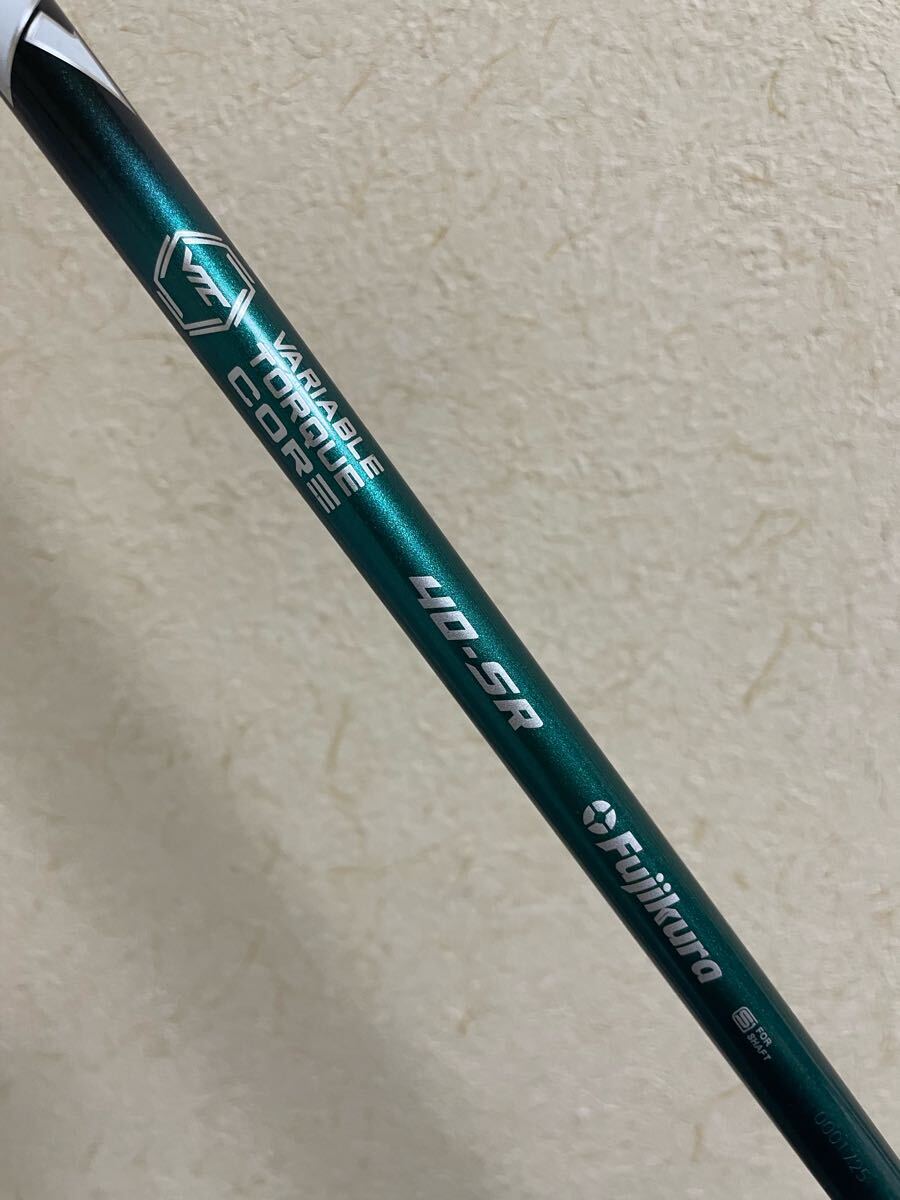 VTC
VARIABLE
TORQUE
CORE
40-SR
Fujikura
S FOR
SHAFT